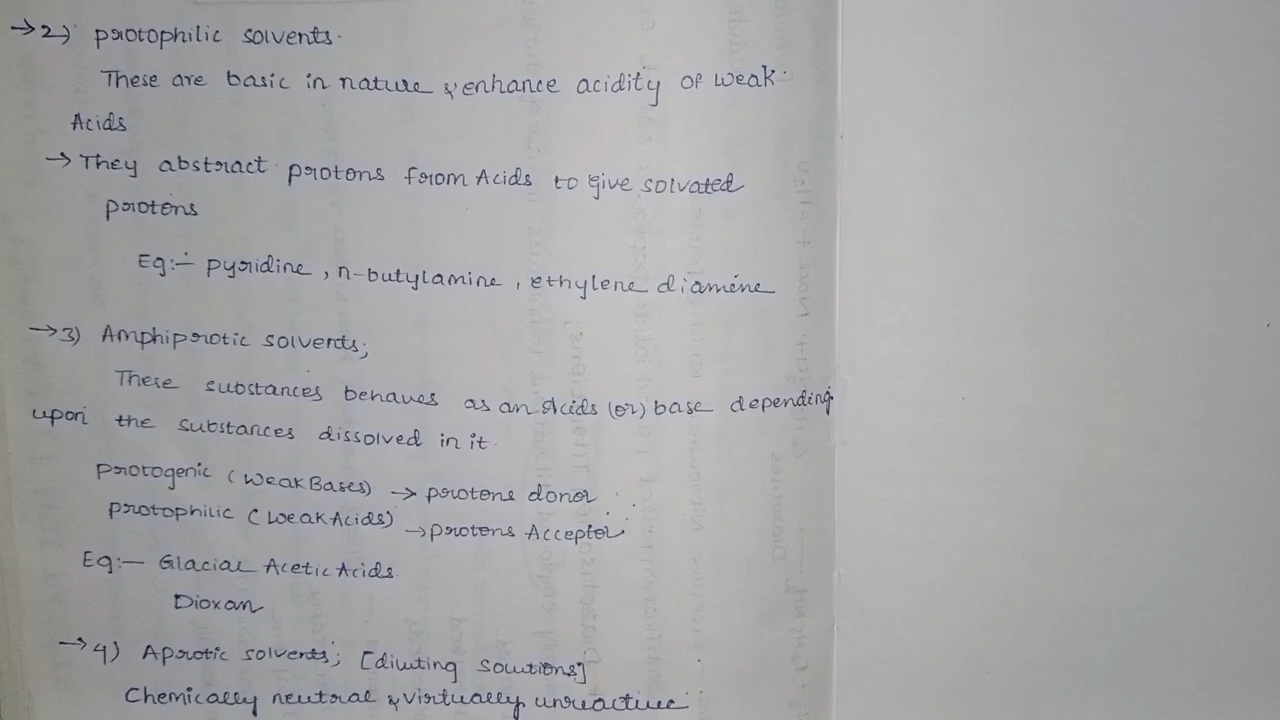 →2) protophilic solvents.
These are basic in nature & enhance acidity of weak
Acids
→ They abstract protons from Acids to give solvated
protons
Eg:- pyridine, n-butylamine, ethylene diamine
→3) Amphiprotic solvents;
These substances behaves as an Acids (or) base depending
upon the substances dissolved in it.
protogenic (Weak Bases) → protons donor
protophilic (Weak Acids) → protons Acceptor
Eg:- Glacial Acetic Acids.
Dioxan
→4) Aprotic solvents; [diluting solutions]
Chemically neutral & virtually unreactive